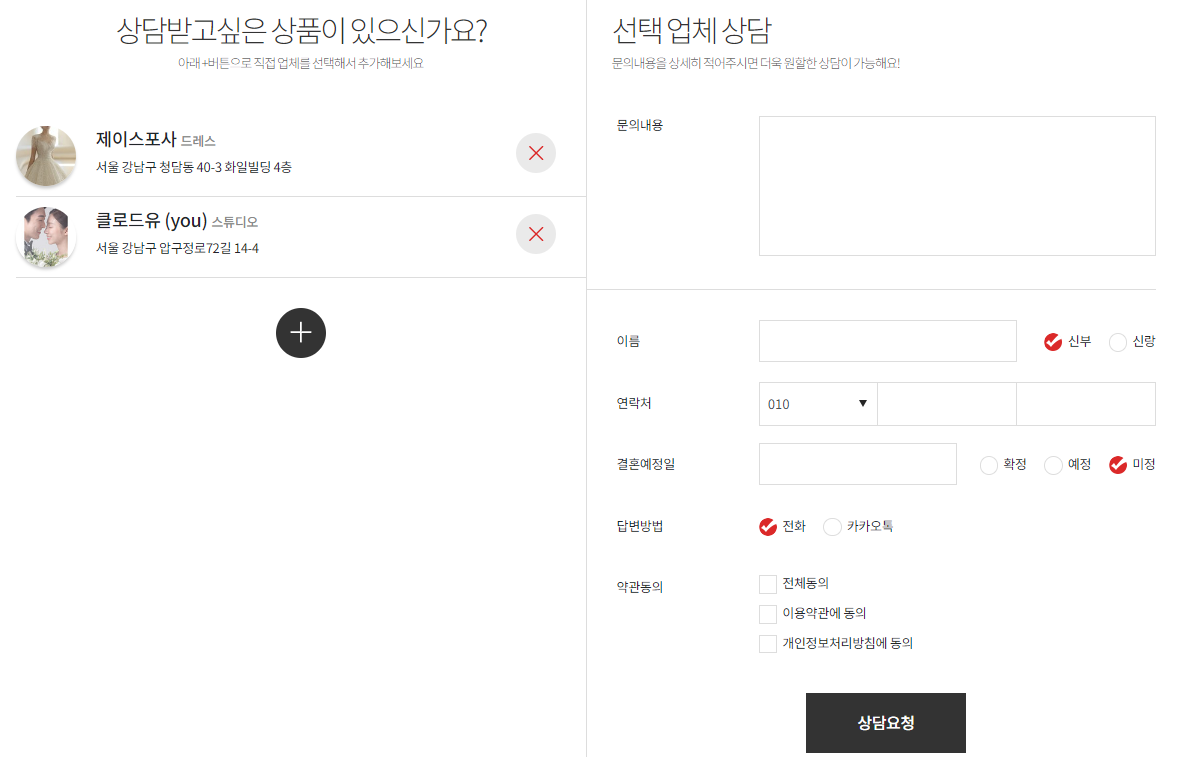 상담받고싶은 상품이 있으신가요?
아래 +버튼으로 직접 업체를 선택해서 추가해보세요
제이스포사 드레스
서울 강남구 청담동 40-3 화일빌딩 4층
클로드유 (you) 스튜디오
서울 강남구 압구정로72길 14-4
선택 업체 상담
문의내용을 상세히 적어주시면 더욱 원할한 상담이 가능해요!
문의내용
이름
신부 신랑
연락처
010
결혼예정일
확정 예정 미정
답변방법
전화 카카오톡
약관동의
전체동의
이용약관에 동의
개인정보처리방침에 동의
상담요청